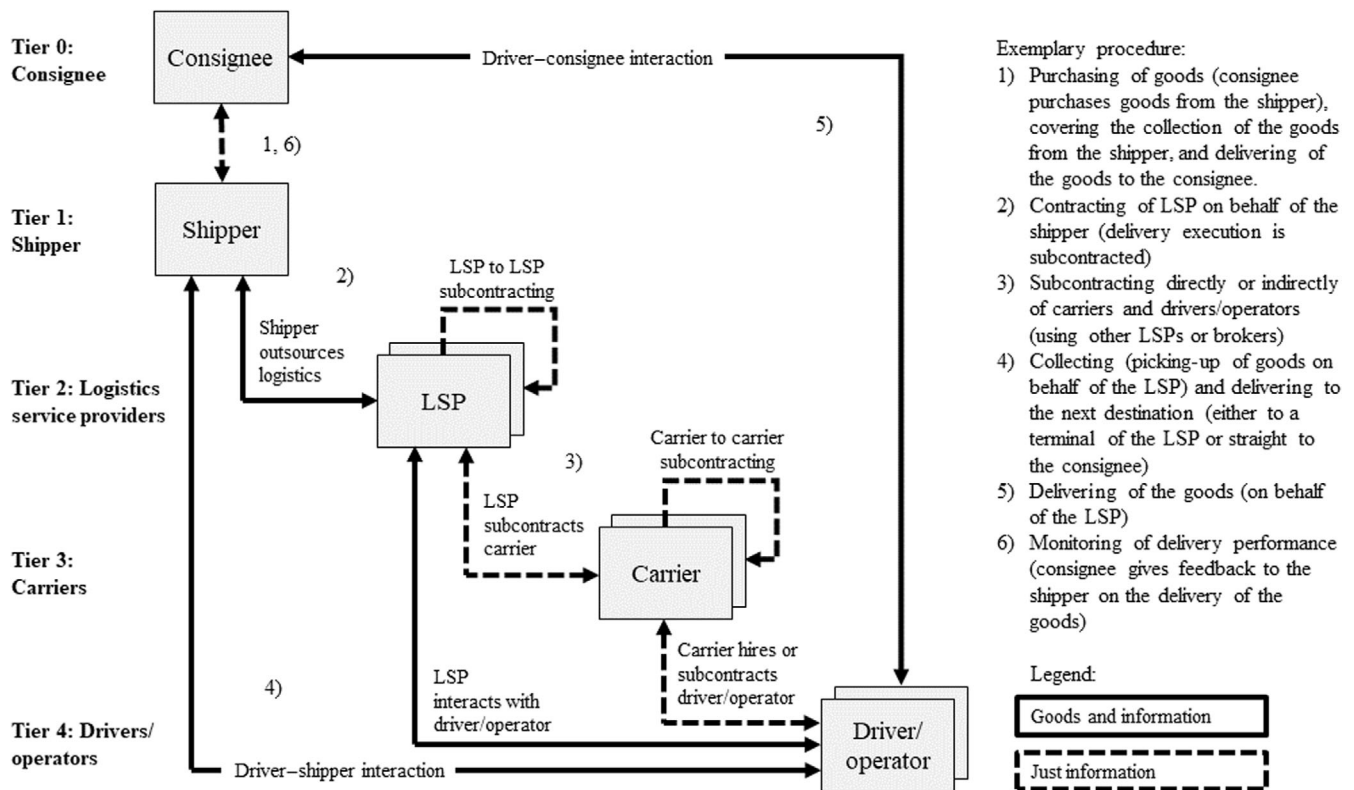 Tier 0:
Consignee
Consignee
Driver–consignee interaction
5)
1, 6)
Tier 1:
Shipper
Shipper
2)
LSP to LSP
subcontracting
Shipper
outsources
logistics
Tier 2: Logistics
service providers
LSP
3)
Carrier to carrier
subcontracting
LSP
subcontracts
carrier
Tier 3:
Carriers
Carrier
Carrier hires or
subcontracts
driver/operator
4)
LSP
interacts with
driver/operator
Tier 4: Drivers/
operators
Driver/
operator
Driver–shipper interaction
Exemplary procedure:
1) Purchasing of goods (consignee
purchases goods from the shipper),
covering the collection of the goods
from the shipper, and delivering of
the goods to the consignee.
2) Contracting of LSP on behalf of the
shipper (delivery execution is
subcontracted)
3) Subcontracting directly or indirectly
of carriers and drivers/operators
(using other LSPs or brokers)
4) Collecting (picking-up of goods on
behalf of the LSP) and delivering to
the next destination (either to a
terminal of the LSP or straight to
the consignee)
5) Delivering of the goods (on behalf
of the LSP)
6) Monitoring of delivery performance
(consignee gives feedback to the
shipper on the delivery of the
goods)
Legend:
Goods and information
Just information